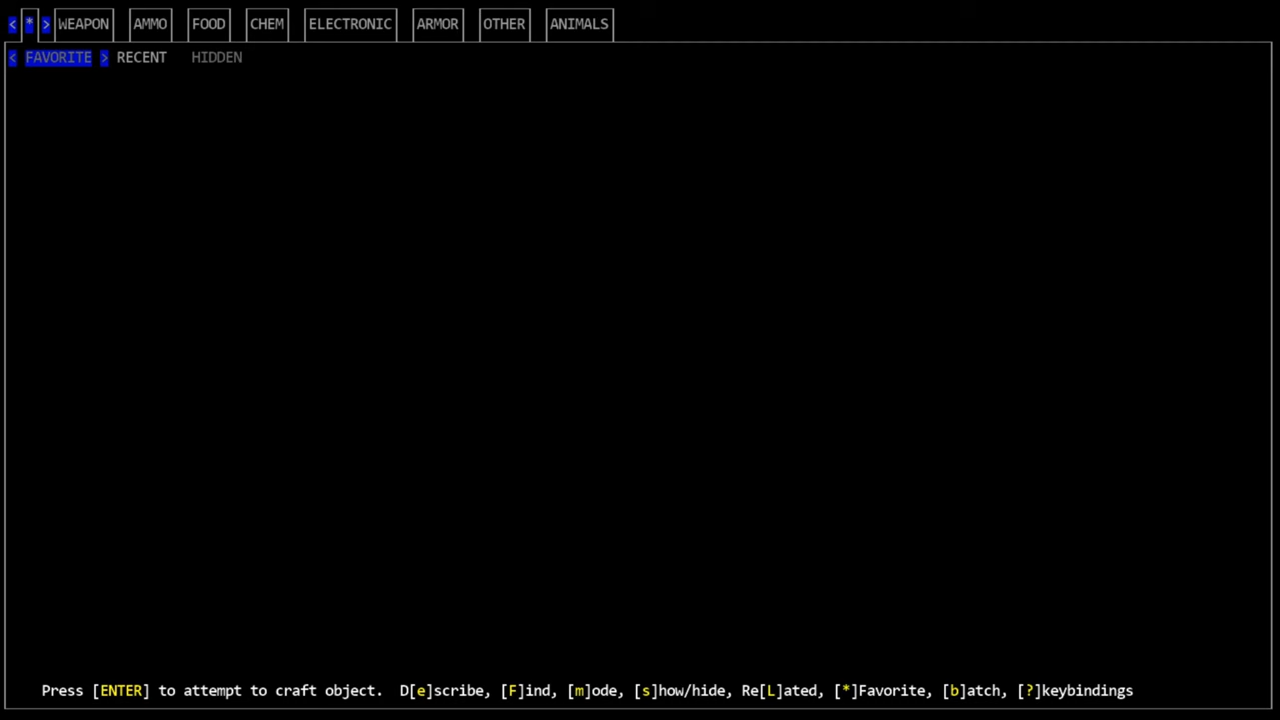 < * > WEAPON AMMO FOOD CHEM ELECTRONIC ARMOR OTHER ANIMALS
< FAVORITE > RECENT HIDDEN
Press [ENTER] to attempt to craft object. D[e]scribe, [F]ind, [m]ode, [s]how/hide, Re[L]ated, [*]Favorite, [b]atch, [?]keybindings